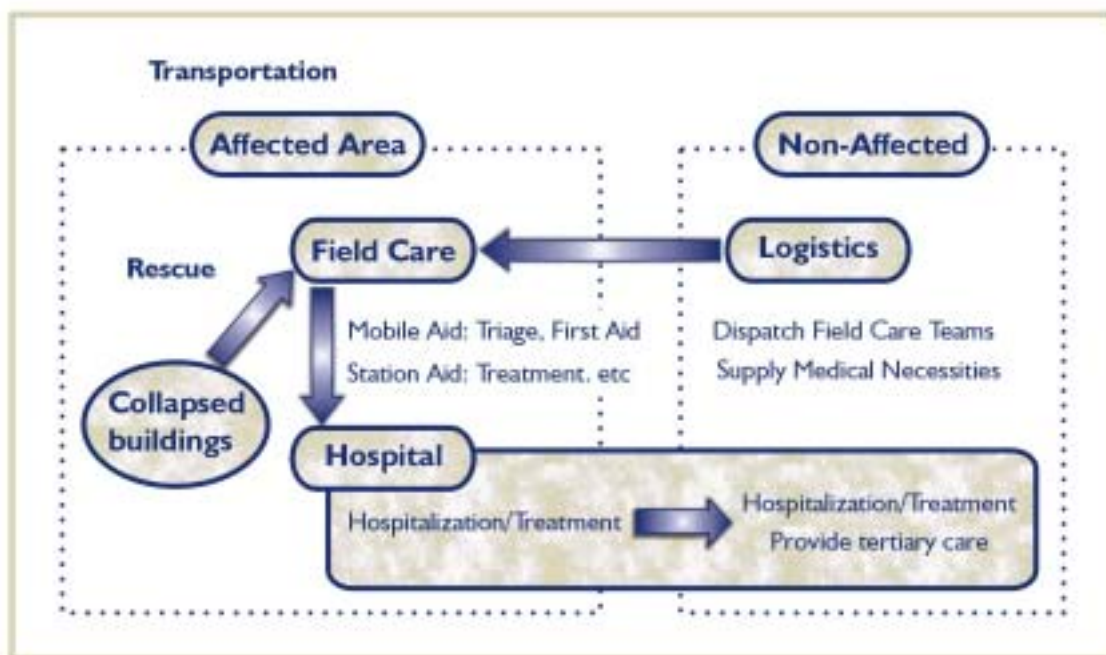 Transportation
Affected Area
Non-Affected
Field Care
Logistics
Rescue
Mobile Aid: Triage, First Aid
Station Aid: Treatment, etc
Dispatch Field Care Teams
Supply Medical Necessities
Collapsed
buildings
Hospital
Hospitalization/Treatment
Hospitalization/Treatment
Provide tertiary care